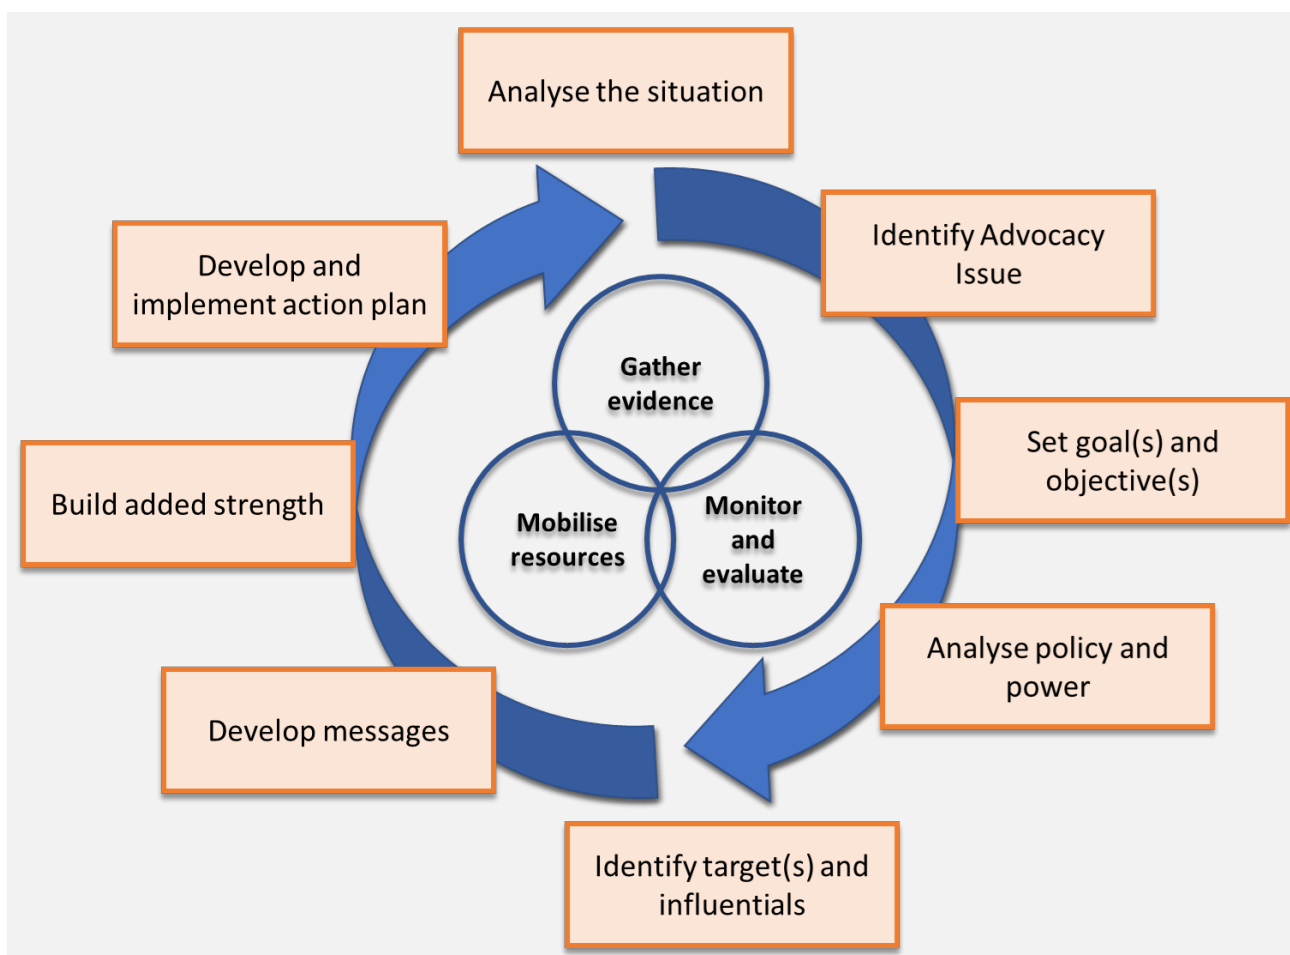 Analyse the situation
Identify Advocacy
Issue
Set goal(s) and
objective(s)
Analyse policy and
power
Identify target(s) and
influentials
Develop messages
Build added strength
Develop and
implement action plan
Gather
evidence
Mobilise
resources
Monitor
and
evaluate